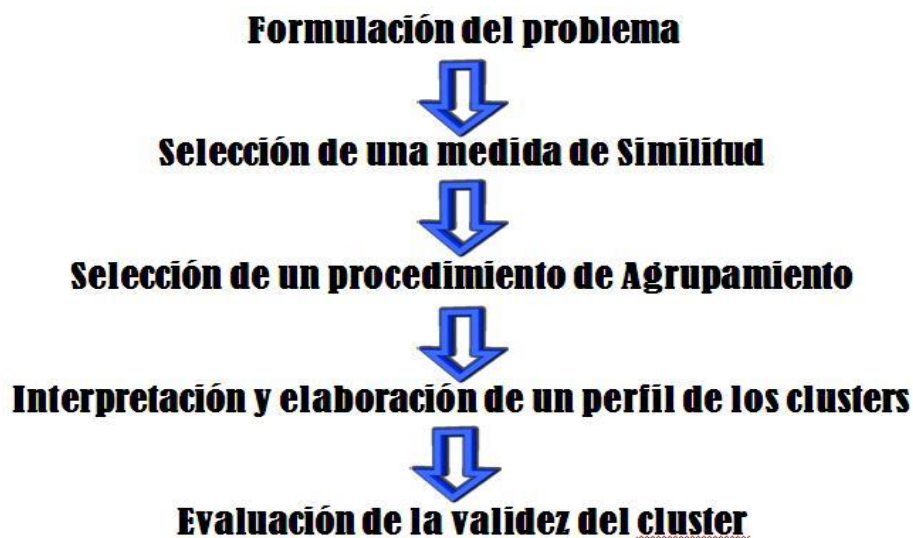 Formulación del problema
Selección de una medida de Similitud
Selección de un procedimiento de Agrupamiento
Interpretación y elaboración de un perfil de los clusters
Evaluación de la validez del cluster